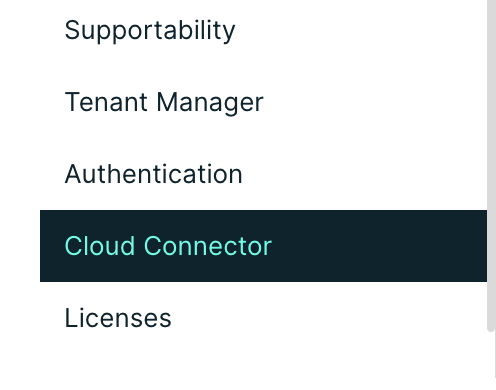 Supportability
Tenant Manager
Authentication
Cloud Connector
Licenses